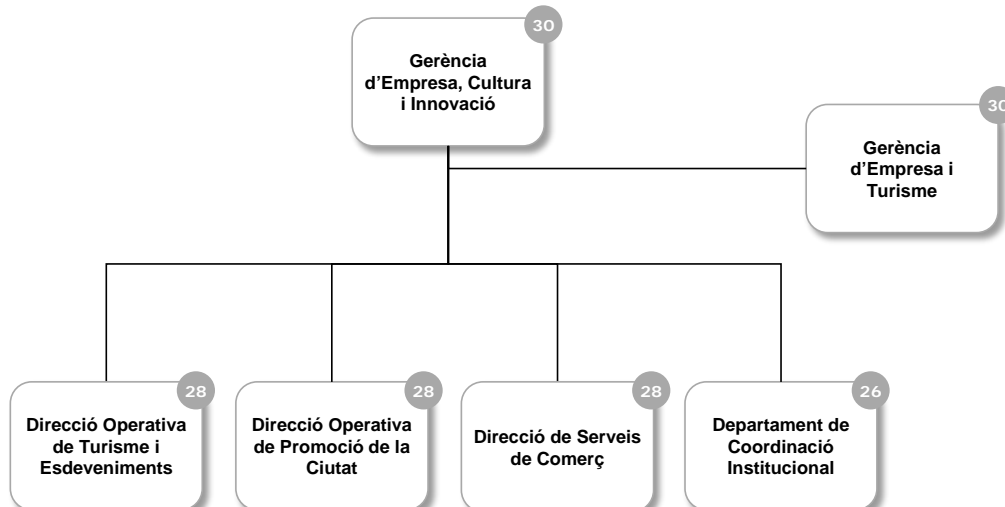 30
Gerència
d’Empresa, Cultura
i Innovació
30
Gerència
d’Empresa i
Turisme
28
Direcció Operativa
de Turisme i
Esdeveniments
28
Direcció Operativa
de Promoció de la
Ciutat
28
Direcció de Serveis
de Comerç
26
Departament de
Coordinació
Institucional